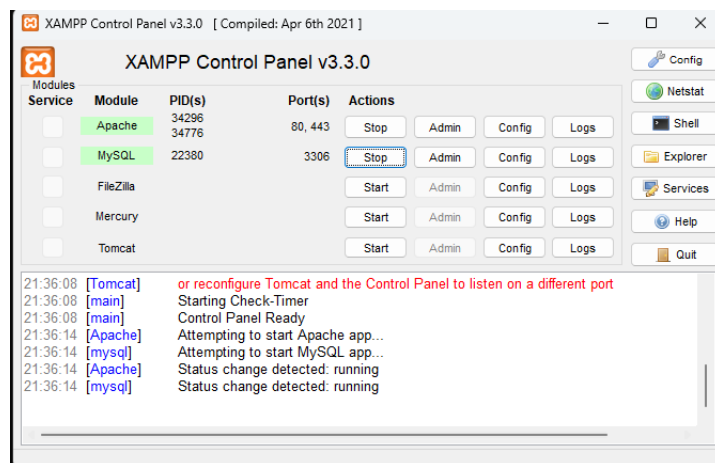 XAMPP Control Panel v3.3.0 [ Compiled: Apr 6th 2021 ]
XAMPP Control Panel v3.3.0
Config
Modules
Service Module PID(s) Port(s) Actions
Netstat
Apache 34296 34776 80, 443 Stop Admin Config Logs
Shell
MySQL 22380 3306 Stop Admin Config Logs
Explorer
FileZilla Start Admin Config Logs
Services
Mercury Start Admin Config Logs
Help
Tomcat Start Admin Config Logs
Quit
21:36:08 [Tomcat] or reconfigure Tomcat and the Control Panel to listen on a different port
21:36:08 [main] Starting Check-Timer
21:36:08 [main] Control Panel Ready
21:36:14 [Apache] Attempting to start Apache app...
21:36:14 [mysql] Attempting to start MySQL app...
21:36:14 [Apache] Status change detected: running
21:36:14 [mysql] Status change detected: running